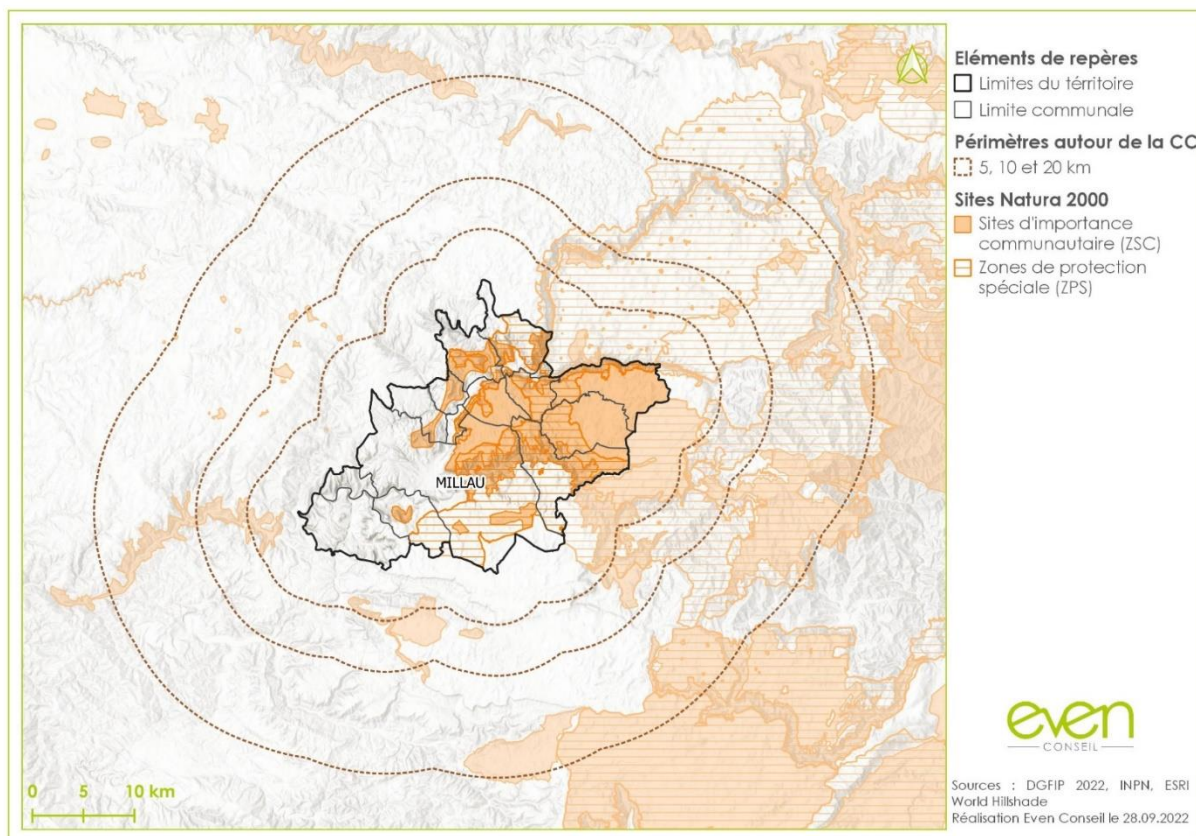 Eléments de repères
Limites du térritoire
Limite communale
Périmètres autour de la CC
5, 10 et 20 km
Sites Natura 2000
Sites d'importance
communautaire (ZSC)
Zones de protection
spéciale (ZPS)
MILLAU
0 5 10 km
even
CONSEIL
Sources : DGFIP 2022, INPN, ESRI
World Hillshade
Réalisation Even Conseil le 28.09.2022